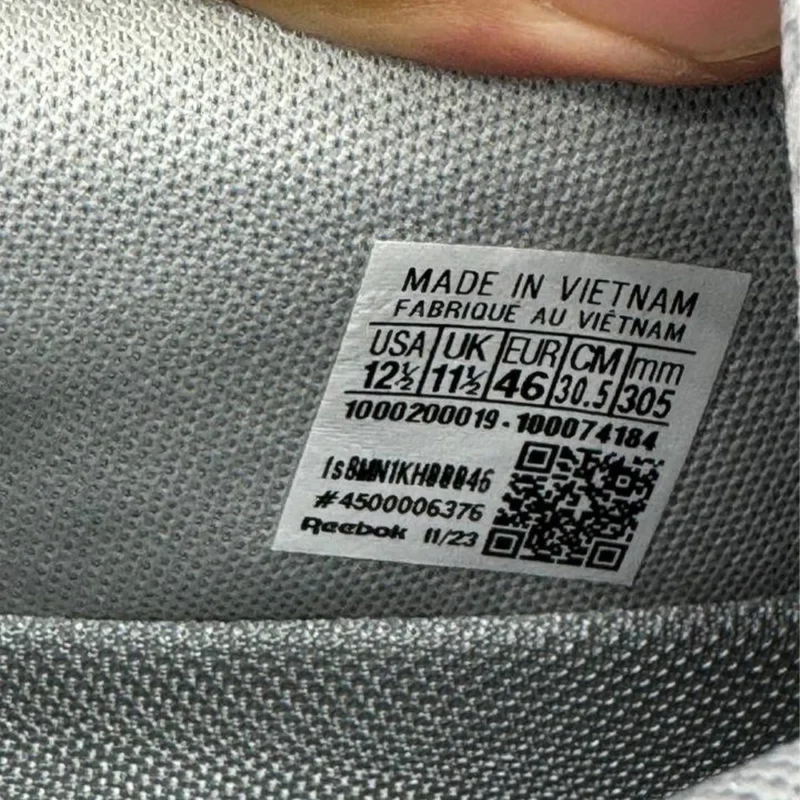 MADE IN VIETNAM
FABRIQUÉ AU VIÊTNAM
USA UK EUR CM mm
12½ 11½ 46 30.5 305
1000200019 - 100074184
#4500006376
Reebok 11/23